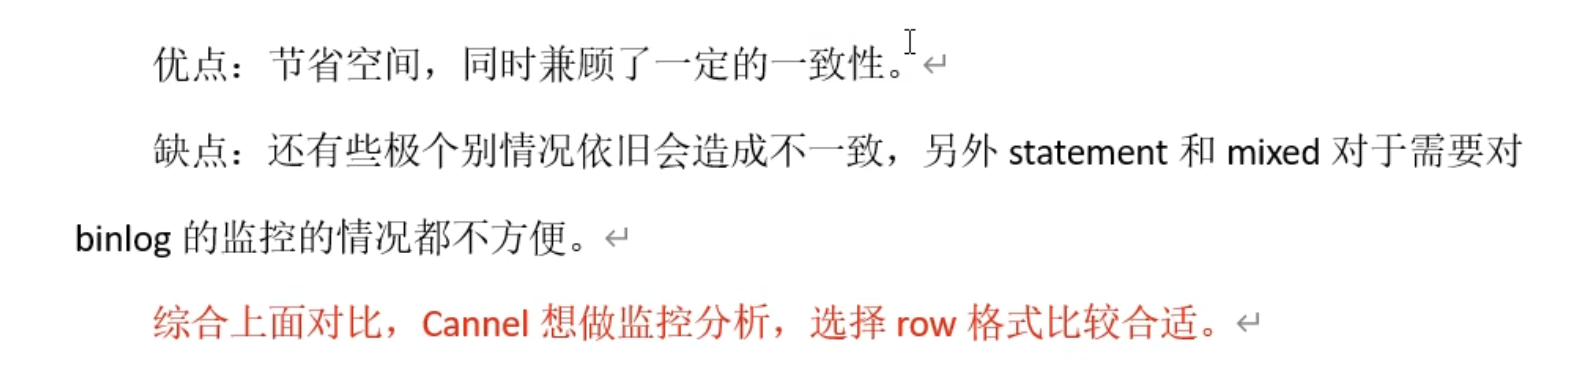 优点：节省空间，同时兼顾了一定的一致性。
缺点：还有些极个别情况依旧会造成不一致，另外 statement 和 mixed 对于需要对
binlog 的监控的情况都不方便。
综合上面对比，Cannel 想做监控分析，选择 row 格式比较合适。